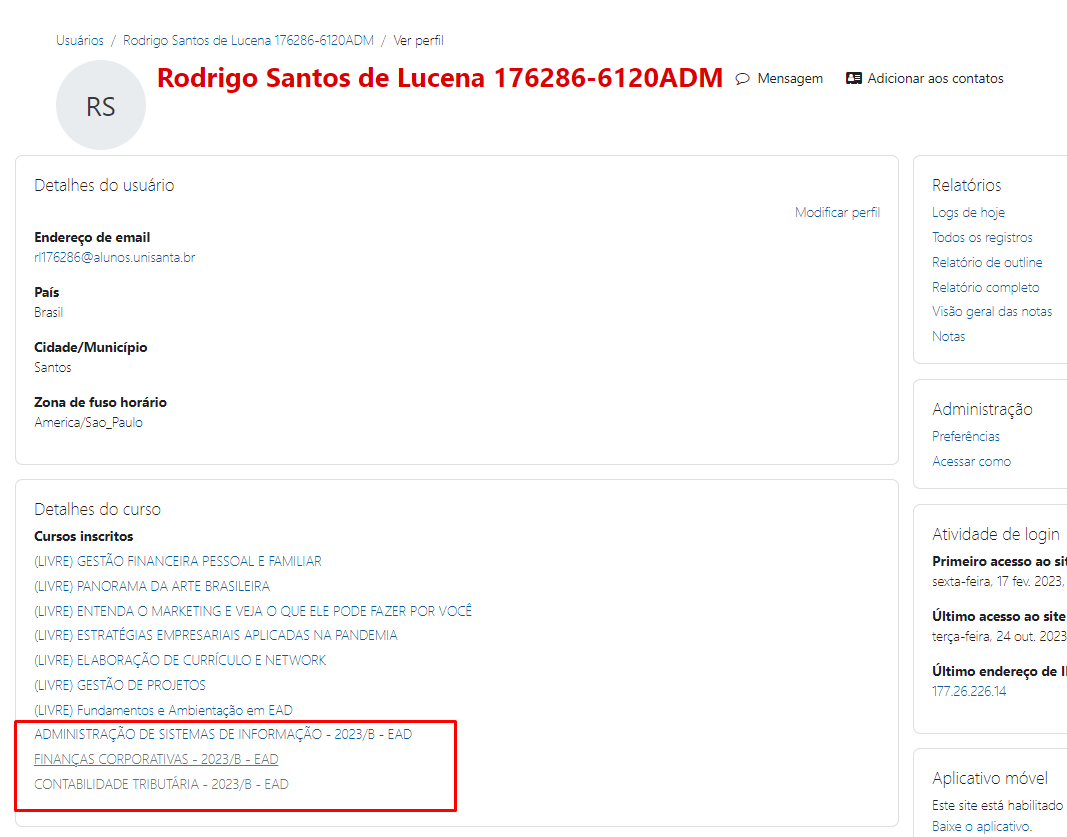 Usuários / Rodrigo Santos de Lucena 176286-6120ADM / Ver perfil
RS
Rodrigo Santos de Lucena 176286-6120ADM
Mensagem
Adicionar aos contatos
Detalhes do usuário
Modificar perfil
Endereço de email
rl176286@alunos.unisanta.br
País
Brasil
Cidade/Município
Santos
Zona de fuso horário
America/Sao_Paulo
Detalhes do curso
Cursos inscritos
(LIVRE) GESTÃO FINANCEIRA PESSOAL E FAMILIAR
(LIVRE) PANORAMA DA ARTE BRASILEIRA
(LIVRE) ENTENDA O MARKETING E VEJA O QUE ELE PODE FAZER POR VOCÊ
(LIVRE) ESTRATÉGIAS EMPRESARIAIS APLICADAS NA PANDEMIA
(LIVRE) ELABORAÇÃO DE CURRÍCULO E NETWORK
(LIVRE) GESTÃO DE PROJETOS
(LIVRE) Fundamentos e Ambientação em EAD
ADMINISTRAÇÃO DE SISTEMAS DE INFORMAÇÃO - 2023/B - EAD
FINANÇAS CORPORATIVAS - 2023/B - EAD
CONTABILIDADE TRIBUTÁRIA - 2023/B - EAD
Relatórios
Logs de hoje
Todos os registros
Relatório de outline
Relatório completo
Visão geral das notas
Notas
Administração
Preferências
Acessar como
Atividade de login
Primeiro acesso ao
sexta-feira, 17 fev. 2023,
Último acesso ao site
terça-feira, 24 out. 2023
Último endereço de
177.26.226.14
Aplicativo móvel
Este site está habilitado
Baixe o aplicativo.